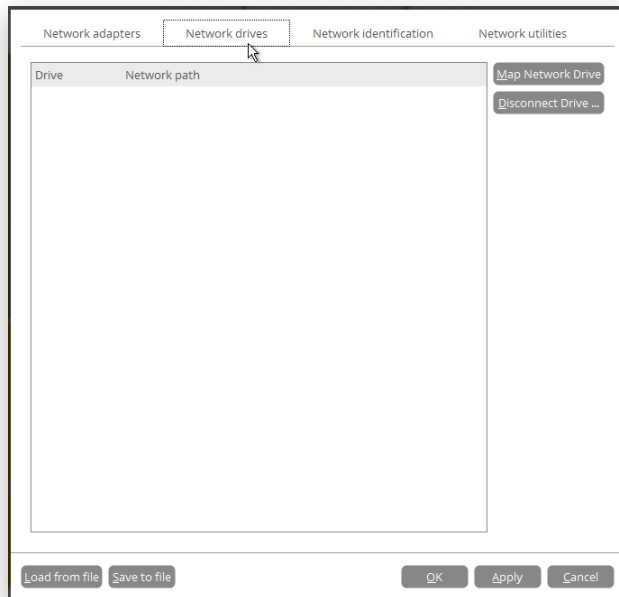 Network adapters Network drives Network identification Network utilities
Drive Network path
Map Network Drive
Disconnect Drive ...
Load from file Save to file OK Apply Cancel